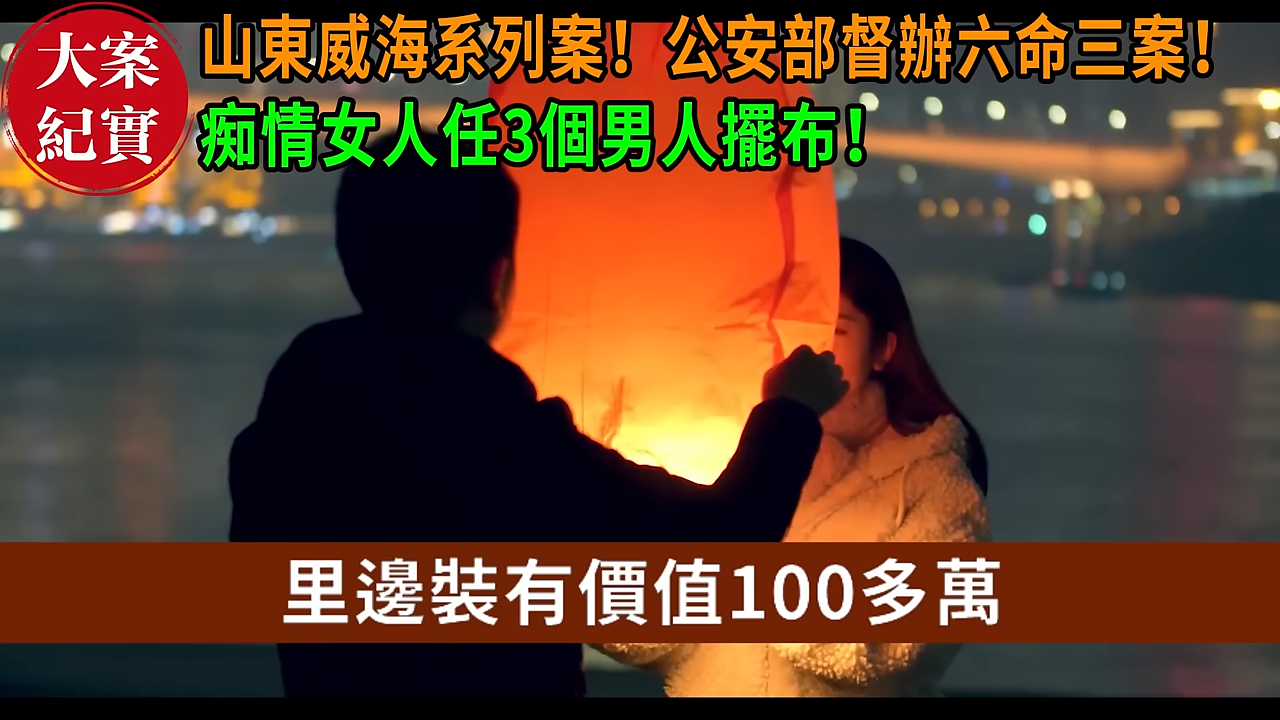 大案
紀實
山東威海系列案！公安部督辦六命三案！
痴情女人任3個男人擺布！
里邊裝有價值100多萬